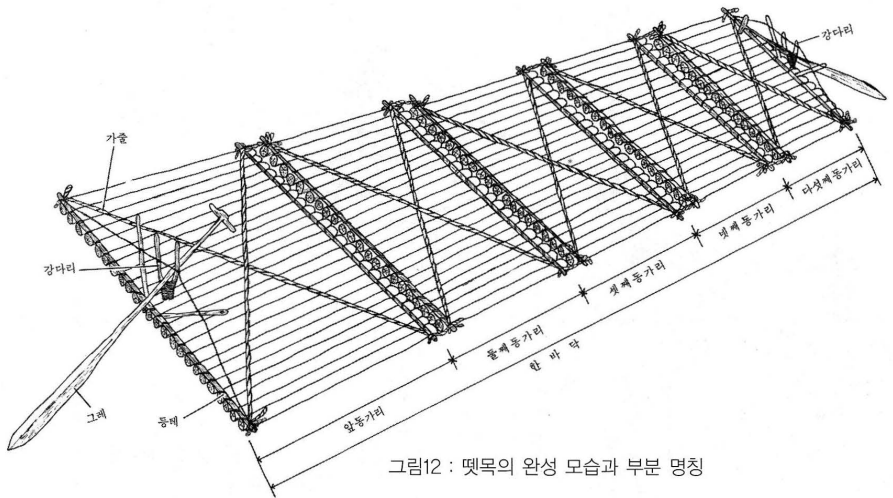 강다리
가줄
강다리
그레
등테
앞동가리
둘째동가리
셋째동가리
넷째동가리
다섯째동가리
한 바 닥
그림12 : 뗏목의 완성 모습과 부분 명칭